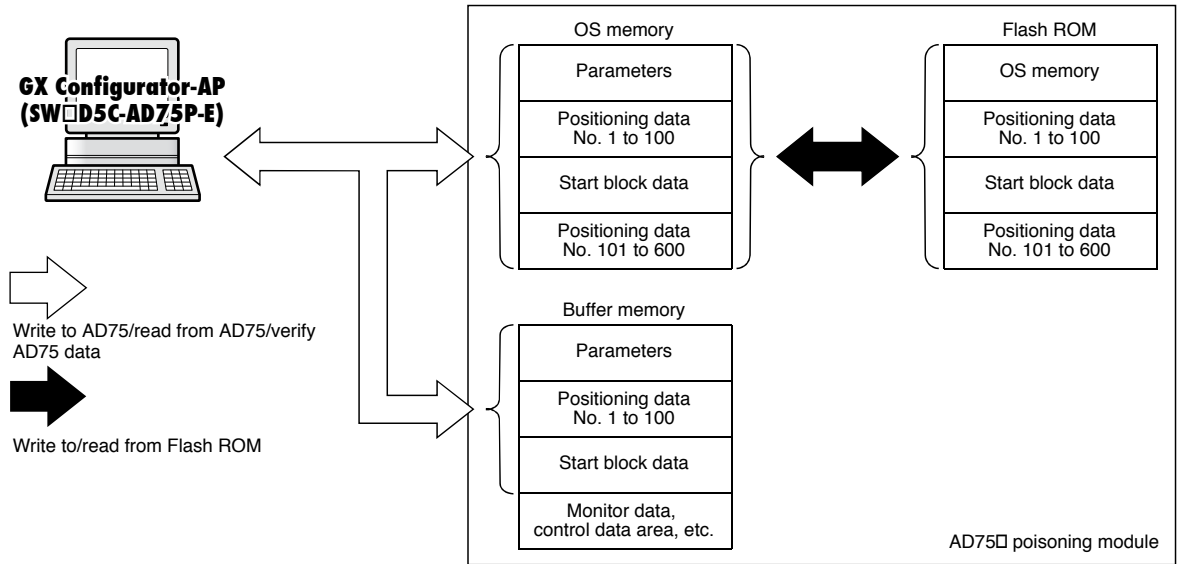 GX Configurator-AP
(SW□D5C-AD75P-E)
Write to AD75/read from AD75/verify
AD75 data
Write to/read from Flash ROM
OS memory
Parameters
Positioning data
No. 1 to 100
Start block data
Positioning data
No. 101 to 600
Flash ROM
OS memory
Positioning data
No. 1 to 100
Start block data
Positioning data
No. 101 to 600
Buffer memory
Parameters
Positioning data
No. 1 to 100
Start block data
Monitor data,
control data area, etc.
AD75□ poisoning module